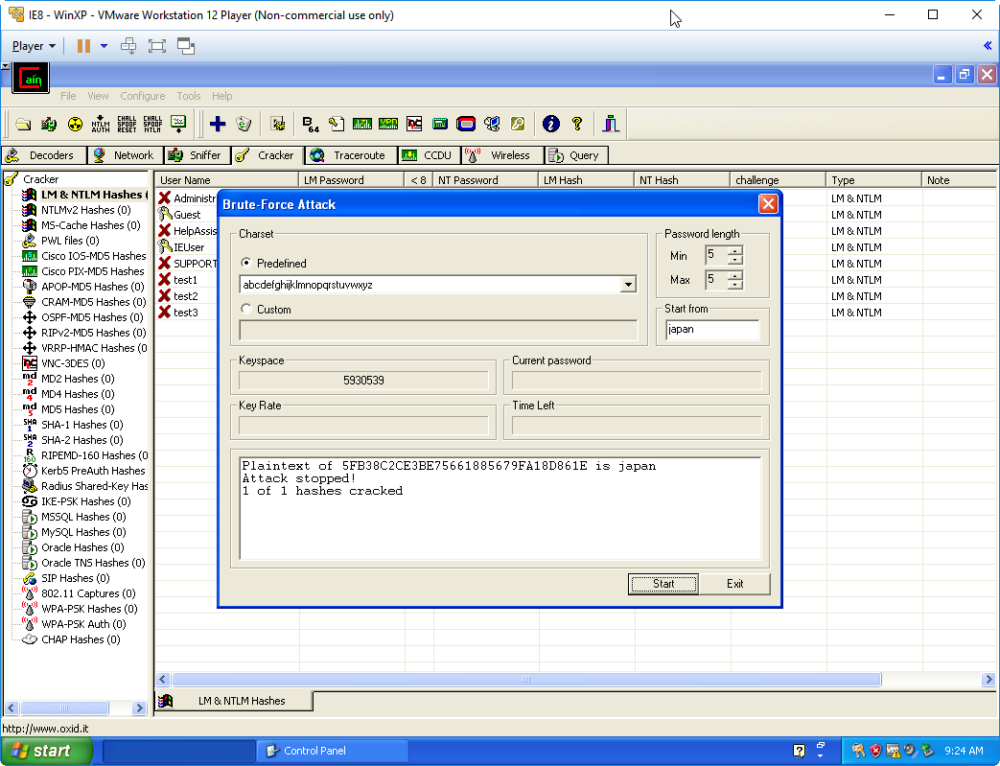 IE8 - WinXP - VMware Workstation 12 Player (Non-commercial use only)
Player
Cain
File View Configure Tools Help
NTLM AUTH CHALL SPOOF RESET CHALL SPOOF NTLM B64
Decoders Network Sniffer Cracker Traceroute CCDU Wireless Query
Cracker
LM & NTLM Hashes (
NTLMv2 Hashes (0)
MS-Cache Hashes (0)
PWL files (0)
Cisco IOS-MD5 Hashes
Cisco PIX-MD5 Hashes
APOP-MD5 Hashes (0)
CRAM-MD5 Hashes (0)
OSPF-MD5 Hashes (0)
RIPv2-MD5 Hashes (0)
VRRP-HMAC Hashes (0
VNC-3DES (0)
MD2 Hashes (0)
MD4 Hashes (0)
MD5 Hashes (0)
SHA-1 Hashes (0)
SHA-2 Hashes (0)
RIPEMD-160 Hashes (0
Kerb5 PreAuth Hashes
Radius Shared-Key Has
IKE-PSK Hashes (0)
MSSQL Hashes (0)
MySQL Hashes (0)
Oracle Hashes (0)
Oracle TNS Hashes (0)
SIP Hashes (0)
802.11 Captures (0)
WPA-PSK Hashes (0)
WPA-PSK Auth (0)
CHAP Hashes (0)
User Name LM Password < 8 NT Password LM Hash NT Hash challenge Type Note
Administr LM & NTLM
Guest LM & NTLM
HelpAssis LM & NTLM
IEUser LM & NTLM
SUPPORT LM & NTLM
test1 LM & NTLM
test2 LM & NTLM
test3 LM & NTLM
Brute-Force Attack
Charset
Predefined
abcdefghijklmnopqrstuvwxyz
Custom
Password length
Min 5
Max 5
Start from
japan
Keyspace
5930539
Current password
Key Rate
Time Left
Plaintext of 5FB38C2CE3BE75661885679FA18D861E is japan
Attack stopped!
1 of 1 hashes cracked
Start Exit
LM & NTLM Hashes
http://www.oxid.it
start Control Panel 9:24 AM